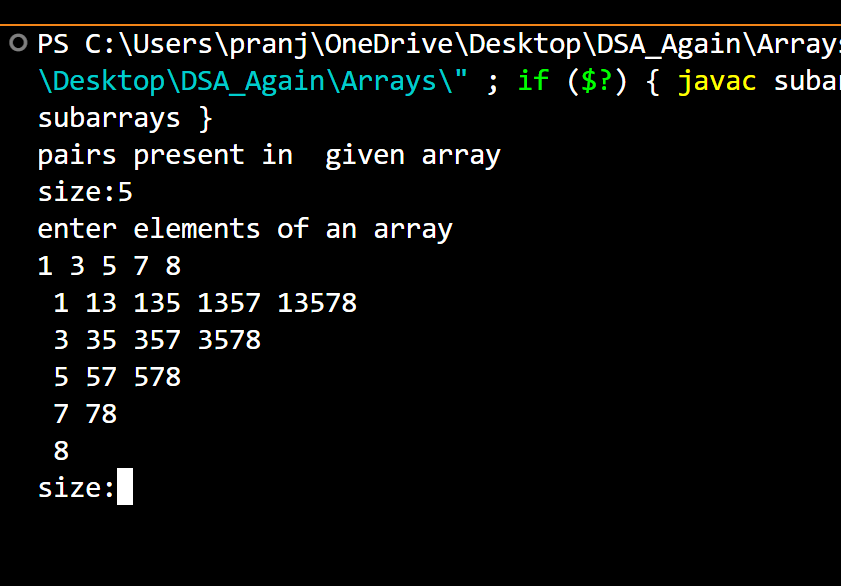 PS C:\Users\pranj\OneDrive\Desktop\DSA_Again\Arrays
\Desktop\DSA_Again\Arrays\" ; if ($?) { javac subar
subarrays }
pairs present in  given array
size:5
enter elements of an array
1 3 5 7 8
 1 13 135 1357 13578
 3 35 357 3578
 5 57 578
 7 78
 8
size: